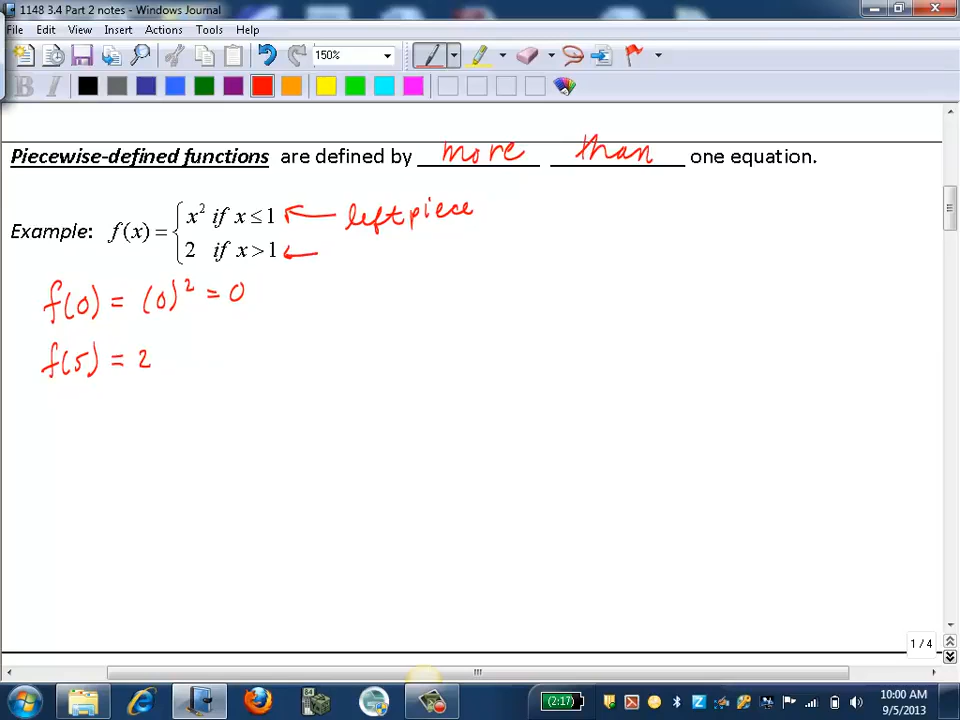 1148 3.4 Part 2 notes - Windows Journal
File Edit View Insert Actions Tools Help
150%
B I
Piecewise-defined functions are defined by more than one equation.
Example: f(x) = { x² if x ≤ 1 ← left piece
2 if x > 1 ←
f(0) = (0)² = 0
f(5) = 2
1 / 4
(2:17)
10:00 AM
9/5/2013